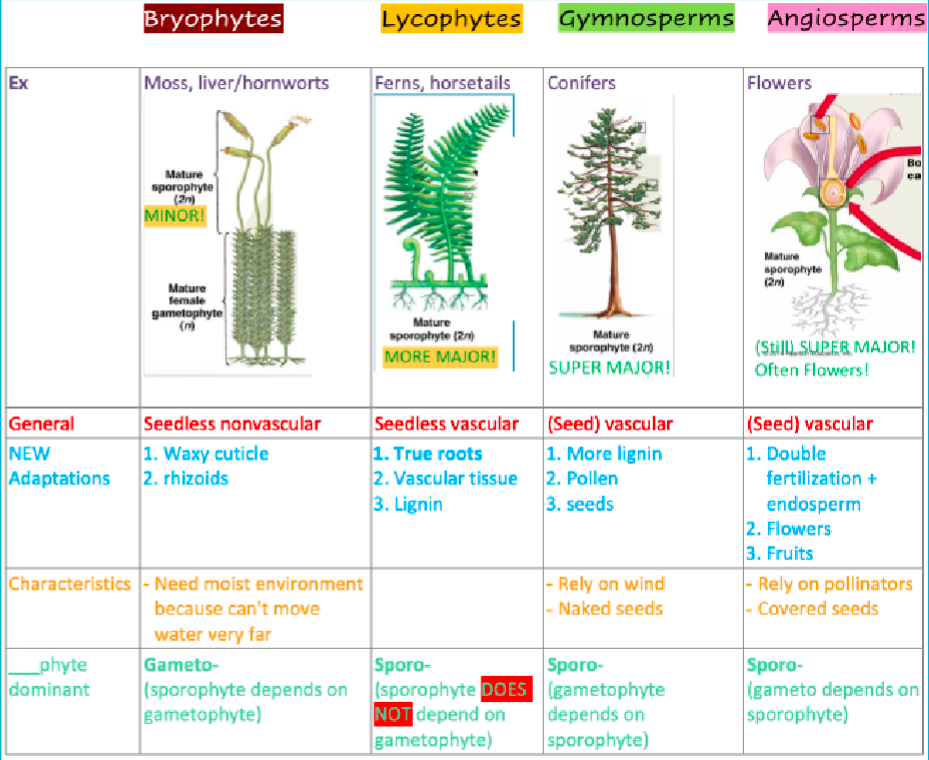 Bryophytes Lycophytes Gymnosperms Angiosperms
Ex Moss, liver/hornworts Ferns, horsetails Conifers Flowers
Mature
sporophyte
(2n)
MINOR!
Mature
female
gametophyte
(n)
Mature
sporophyte (2n)
MORE MAJOR!
Mature
sporophyte (2n)
SUPER MAJOR!
Bo
ca
Mature
sporophyte
(2n)
(Still) SUPER MAJOR!
Often Flowers!
General Seedless nonvascular Seedless vascular (Seed) vascular (Seed) vascular
NEW
Adaptations
1. Waxy cuticle
2. rhizoids
1. True roots
2. Vascular tissue
3. Lignin
1. More lignin
2. Pollen
3. seeds
1. Double
fertilization +
endosperm
2. Flowers
3. Fruits
Characteristics
- Need moist environment
because can't move
water very far
- Rely on wind
- Naked seeds
- Rely on pollinators
- Covered seeds
___phyte
dominant
Gameto-
(sporophyte depends on
gametophyte)
Sporo-
(sporophyte DOES
NOT depend on
gametophyte)
Sporo-
(gametophyte
depends on
sporophyte)
Sporo-
(gameto depends on
sporophyte)